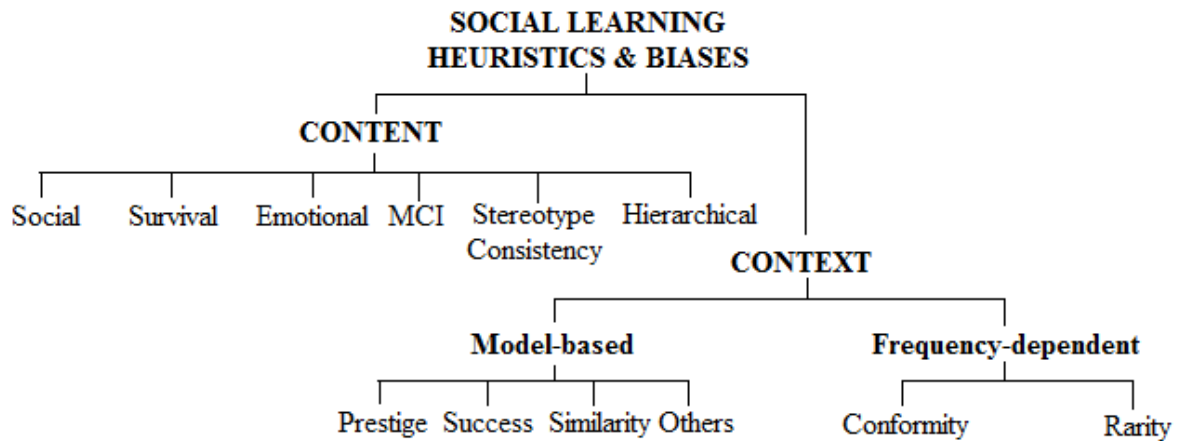 SOCIAL LEARNING
HEURISTICS & BIASES
CONTENT
Social Survival Emotional MCI Stereotype Hierarchical
Consistency
CONTEXT
Model-based Frequency-dependent
Prestige Success Similarity Others Conformity Rarity